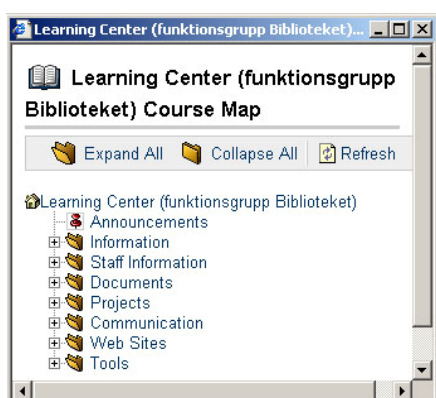 Learning Center (funktionsgrupp Biblioteket)...
Learning Center (funktionsgrupp
Biblioteket) Course Map
Expand All Collapse All Refresh
Learning Center (funktionsgrupp Biblioteket)
Announcements
Information
Staff Information
Documents
Projects
Communication
Web Sites
Tools